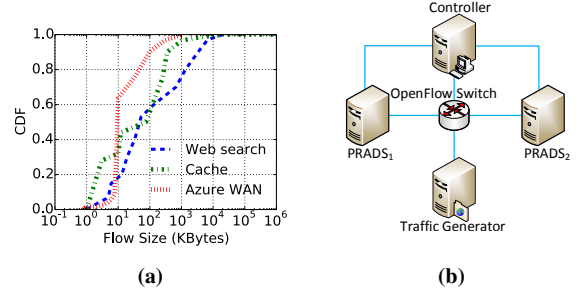 1.0
0.8
0.6
0.4
0.2
0.0
CDF
Web search
Cache
Azure WAN
10^-1 10^0 10^1 10^2 10^3 10^4 10^5 10^6
Flow Size (KBytes)
(a)
Controller
OpenFlow Switch
PRADS₁
PRADS₂
Traffic Generator
(b)